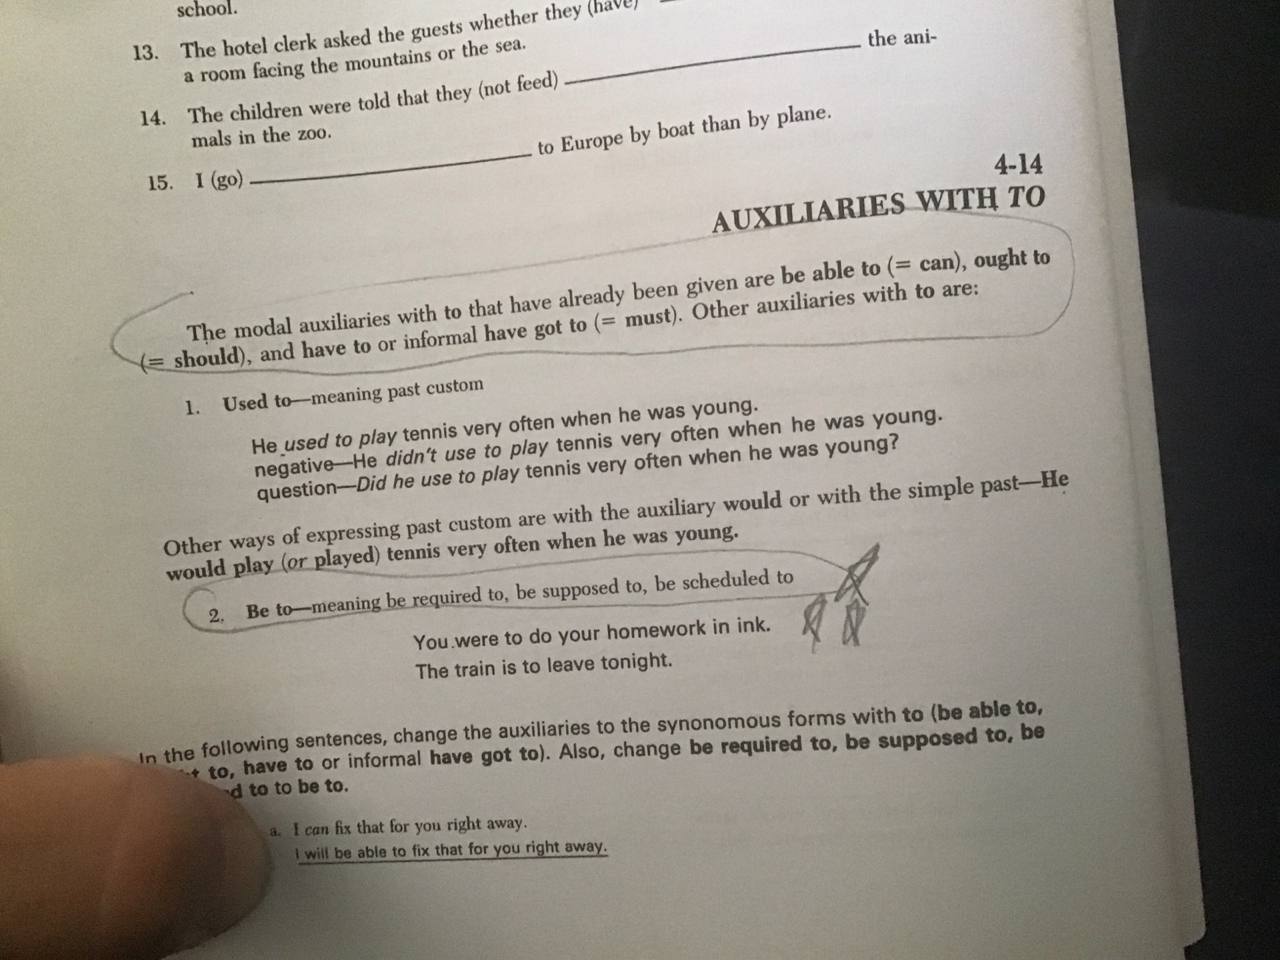 school.
13. The hotel clerk asked the guests whether they (have)
a room facing the mountains or the sea.
14. The children were told that they (not feed) ____________ the ani-
mals in the zoo.
15. I (go) ____________ to Europe by boat than by plane.
4-14
AUXILIARIES WITH TO
The modal auxiliaries with to that have already been given are be able to (= can), ought to
(= should), and have to or informal have got to (= must). Other auxiliaries with to are:
1. Used to—meaning past custom
He used to play tennis very often when he was young.
negative—He didn't use to play tennis very often when he was young.
question—Did he use to play tennis very often when he was young?
Other ways of expressing past custom are with the auxiliary would or with the simple past—He
would play (or played) tennis very often when he was young.
2. Be to—meaning be required to, be supposed to, be scheduled to
You were to do your homework in ink.
The train is to leave tonight.
In the following sentences, change the auxiliaries to the synonomous forms with to (be able to,
to, have to or informal have got to). Also, change be required to, be supposed to, be
to to be to.
a. I can fix that for you right away.
I will be able to fix that for you right away.